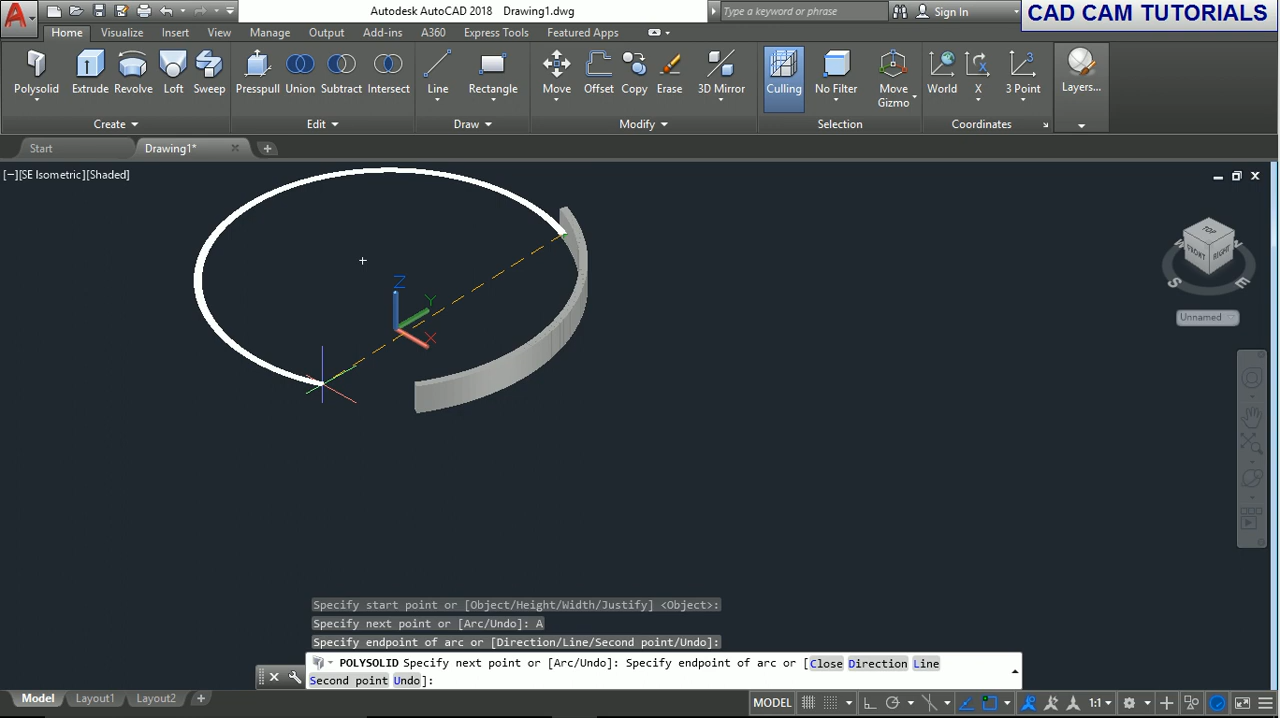 Autodesk AutoCAD 2018 Drawing1.dwg
Type a keyword or phrase
Sign In
CAD CAM TUTORIALS
Home Visualize Insert View Manage Output Add-ins A360 Express Tools Featured Apps
Polysolid Extrude Revolve Loft Sweep Presspull Union Subtract Intersect Line Rectangle Move Offset Copy Erase 3D Mirror Culling No Filter Move Gizmo World X 3 Point Layers...
Create Edit Draw Modify Selection Coordinates
Start Drawing1*
[−][SE Isometric][Shaded]
TOP
FRONT RIGHT
W N S E
Unnamed
Z
Y
X
Specify start point or [Object/Height/Width/Justify] <Object>:
Specify next point or [Arc/Undo]: A
Specify endpoint of arc or [Direction/Line/Second point/Undo]:
POLYSOLID Specify next point or [Arc/Undo]: Specify endpoint of arc or [Close Direction Line
Second point Undo]:
Model Layout1 Layout2
MODEL 1:1